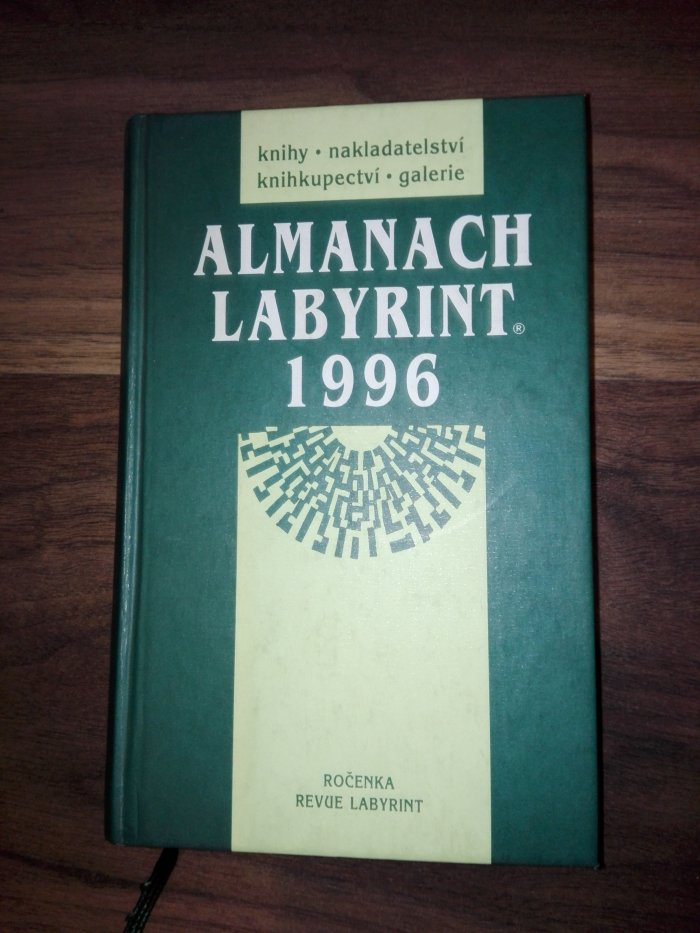 knihy • nakladatelství
knihkupectví • galerie
ALMANACH
LABYRINT®
1996
ROČENKA
REVUE LABYRINT